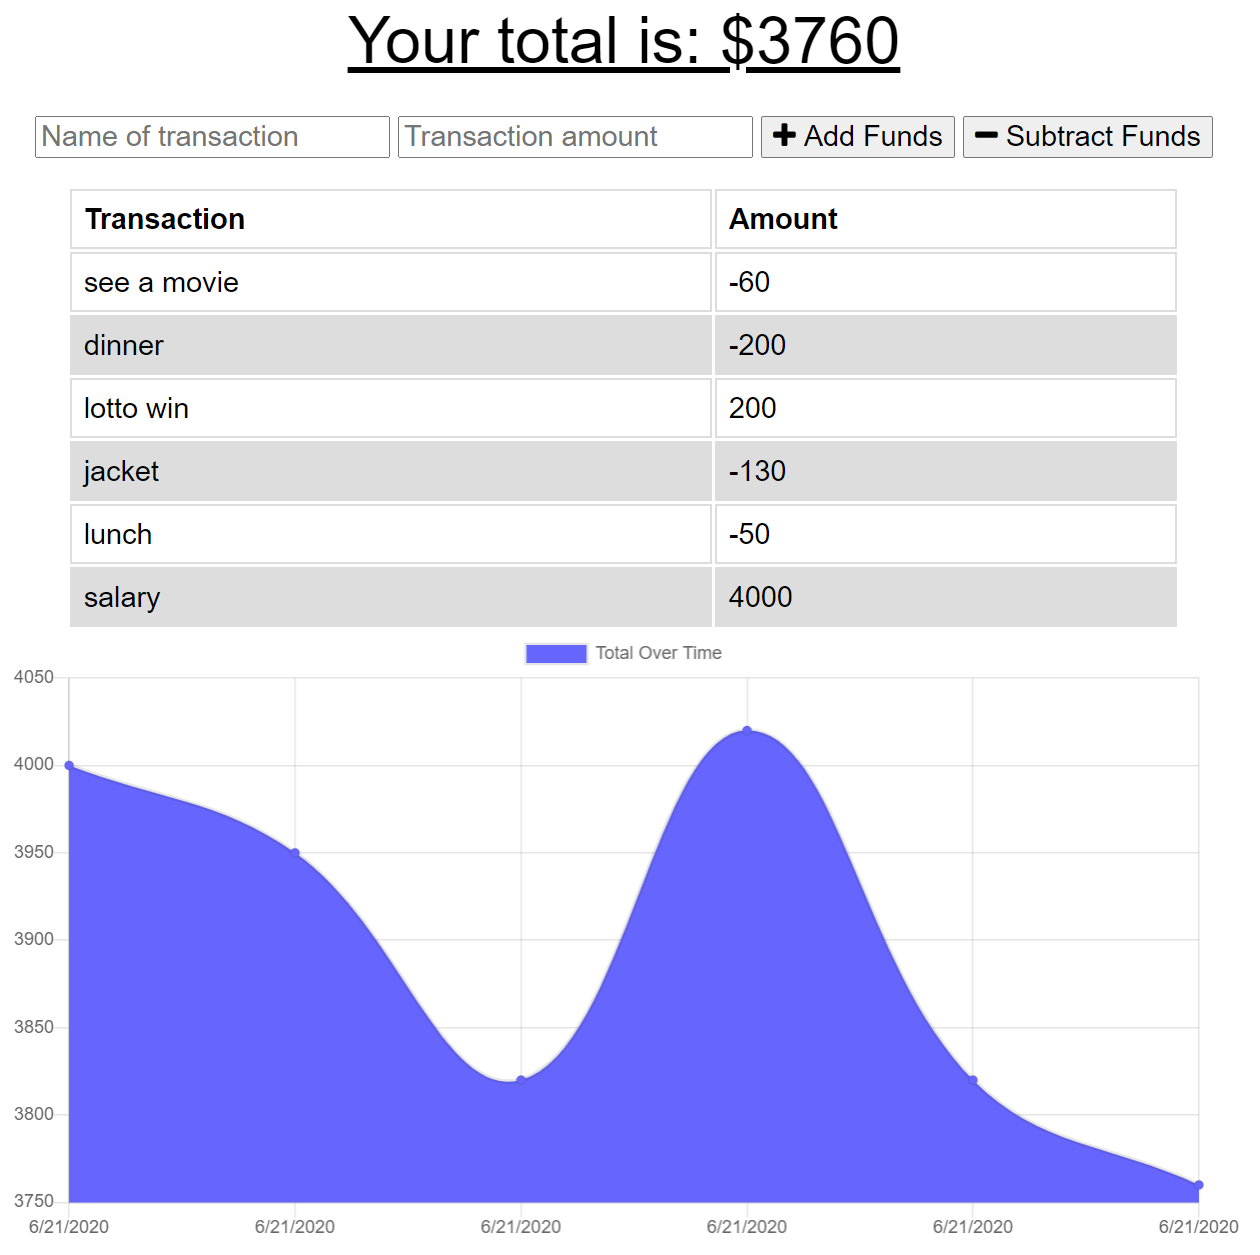 Your total is: $3760
Name of transaction Transaction amount Add Funds Subtract Funds
Transaction Amount
see a movie -60
dinner -200
lotto win 200
jacket -130
lunch -50
salary 4000
Total Over Time
4050
4000
3950
3900
3850
3800
3750
6/21/2020 6/21/2020 6/21/2020 6/21/2020 6/21/2020 6/21/2020